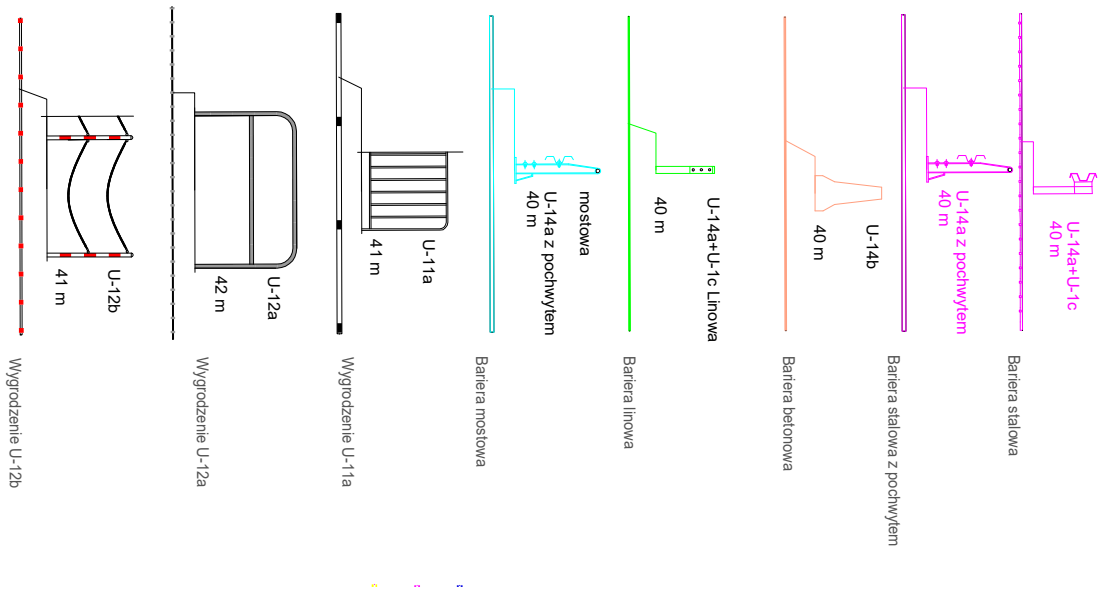 U-14a+U-1c
40 m
Bariera stalowa
U-14a z pochwytem
40 m
Bariera stalowa z pochwytem
U-14b
40 m
Bariera betonowa
U-14a+U-1c Linowa
40 m
Bariera linowa
mostowa
U-14a z pochwytem
40 m
Bariera mostowa
U-11a
41 m
Wygrodzenie U-11a
U-12a
42 m
Wygrodzenie U-12a
U-12b
41 m
Wygrodzenie U-12b